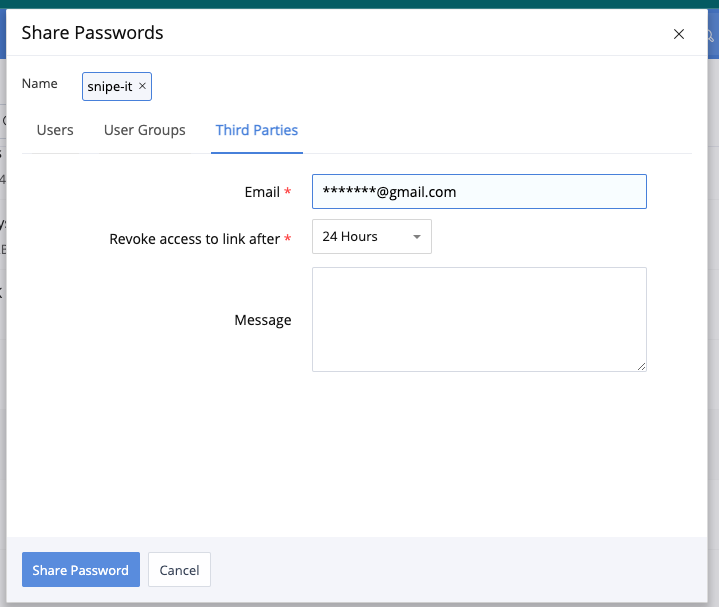 Share Passwords
Name snipe-it ×
Users User Groups Third Parties
Email * *******@gmail.com
Revoke access to link after * 24 Hours
Message
Share Password Cancel